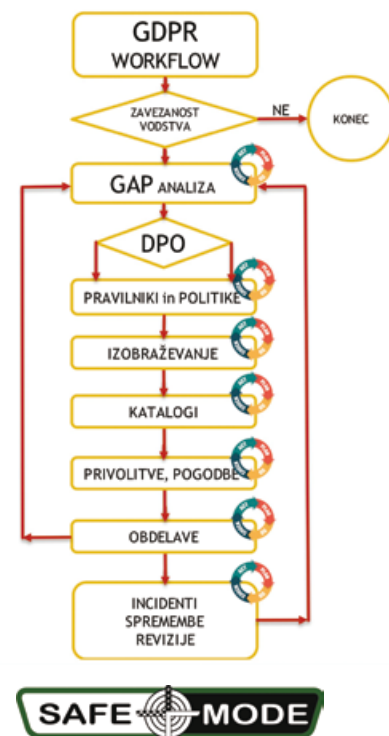 GDPR
WORKFLOW
ZAVEZANOST
VODSTVA
NE
KONEC
GAP ANALIZA
DPO
PRAVILNIKI in POLITIKE
IZOBRAŽEVANJE
KATALOGI
PRIVOLITVE, POGODBE
OBDELAVE
INCIDENTI
SPREMEMBE
REVIZIJE
SAFE MODE